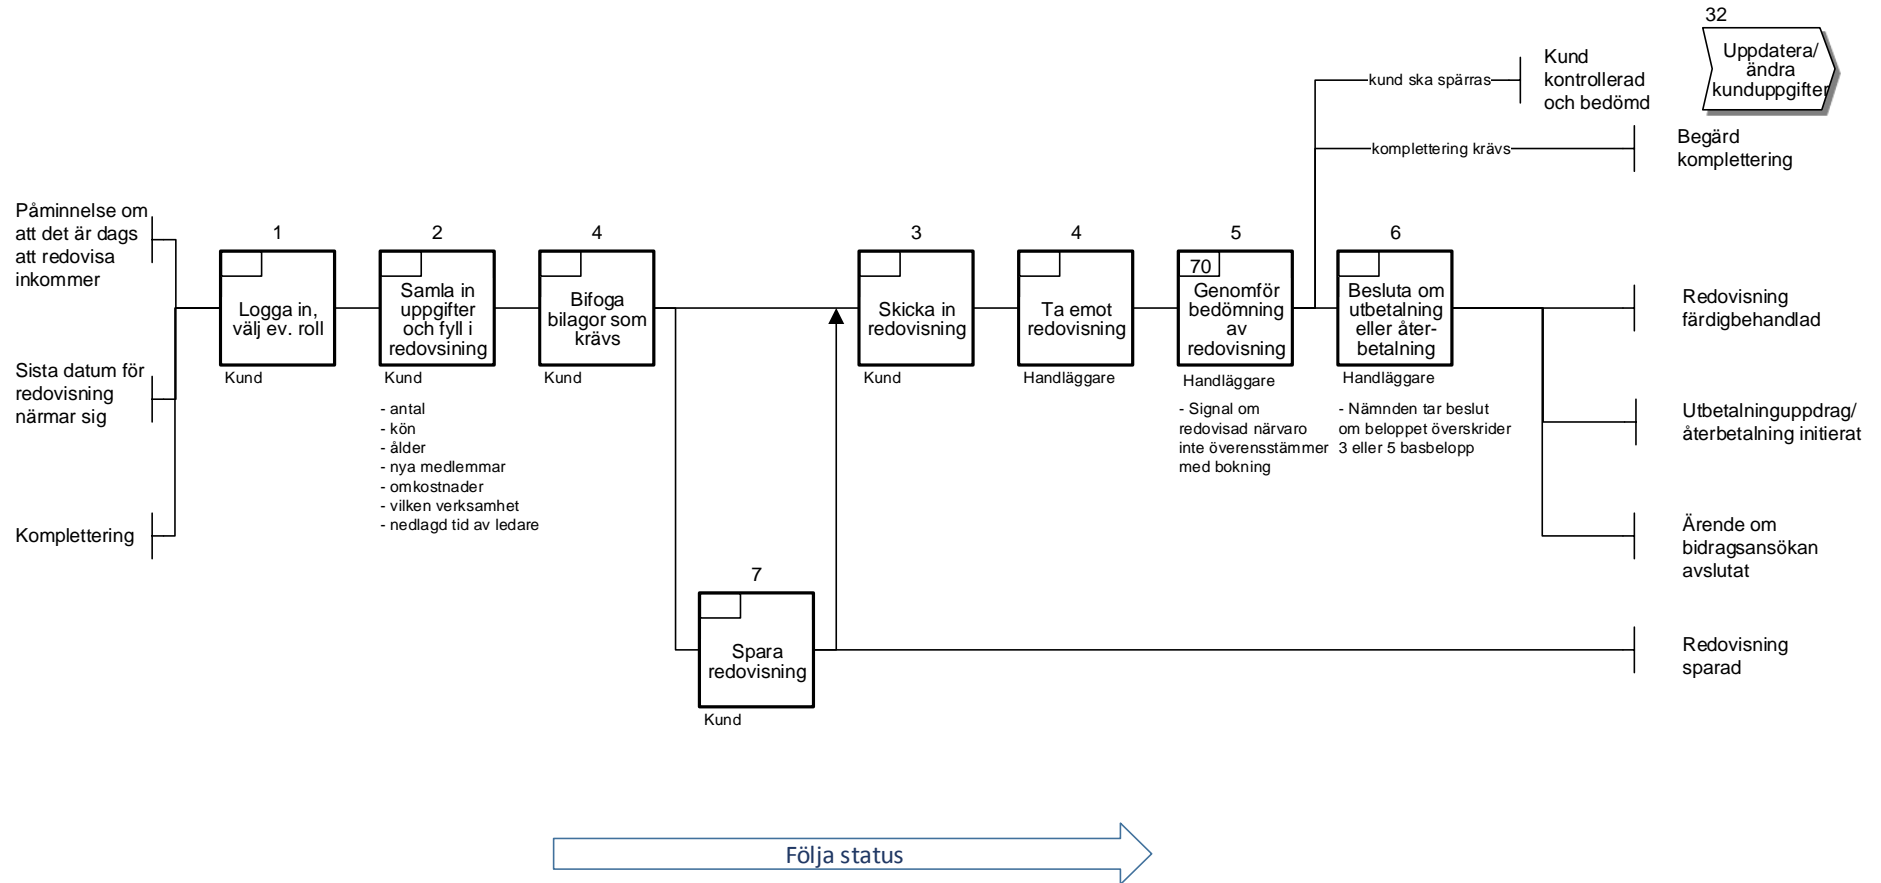 32
Uppdatera/
ändra
kunduppgifter
Kund
kontrollerad
och bedömd
kund ska spärras
Begärd
komplettering
komplettering krävs
Påminnelse om
att det är dags
att redovisa
inkommer
Sista datum för
redovisning
närmar sig
Komplettering
1
Logga in,
välj ev. roll
Kund
2
Samla in
uppgifter
och fyll i
redovsining
Kund
- antal
- kön
- ålder
- nya medlemmar
- omkostnader
- vilken verksamhet
- nedlagd tid av ledare
4
Bifoga
bilagor som
krävs
Kund
3
Skicka in
redovisning
Kund
4
Ta emot
redovisning
Handläggare
5
70
Genomför
bedömning
av
redovisning
Handläggare
- Signal om
redovisad närvaro
inte överensstämmer
med bokning
6
Besluta om
utbetalning
eller åter-
betalning
Handläggare
- Nämnden tar beslut
om beloppet överskrider
3 eller 5 basbelopp
Redovisning
färdigbehandlad
Utbetalninguppdrag/
återbetalning initierat
Ärende om
bidragsansökan
avslutat
7
Spara
redovisning
Kund
Redovisning
sparad
Följa status